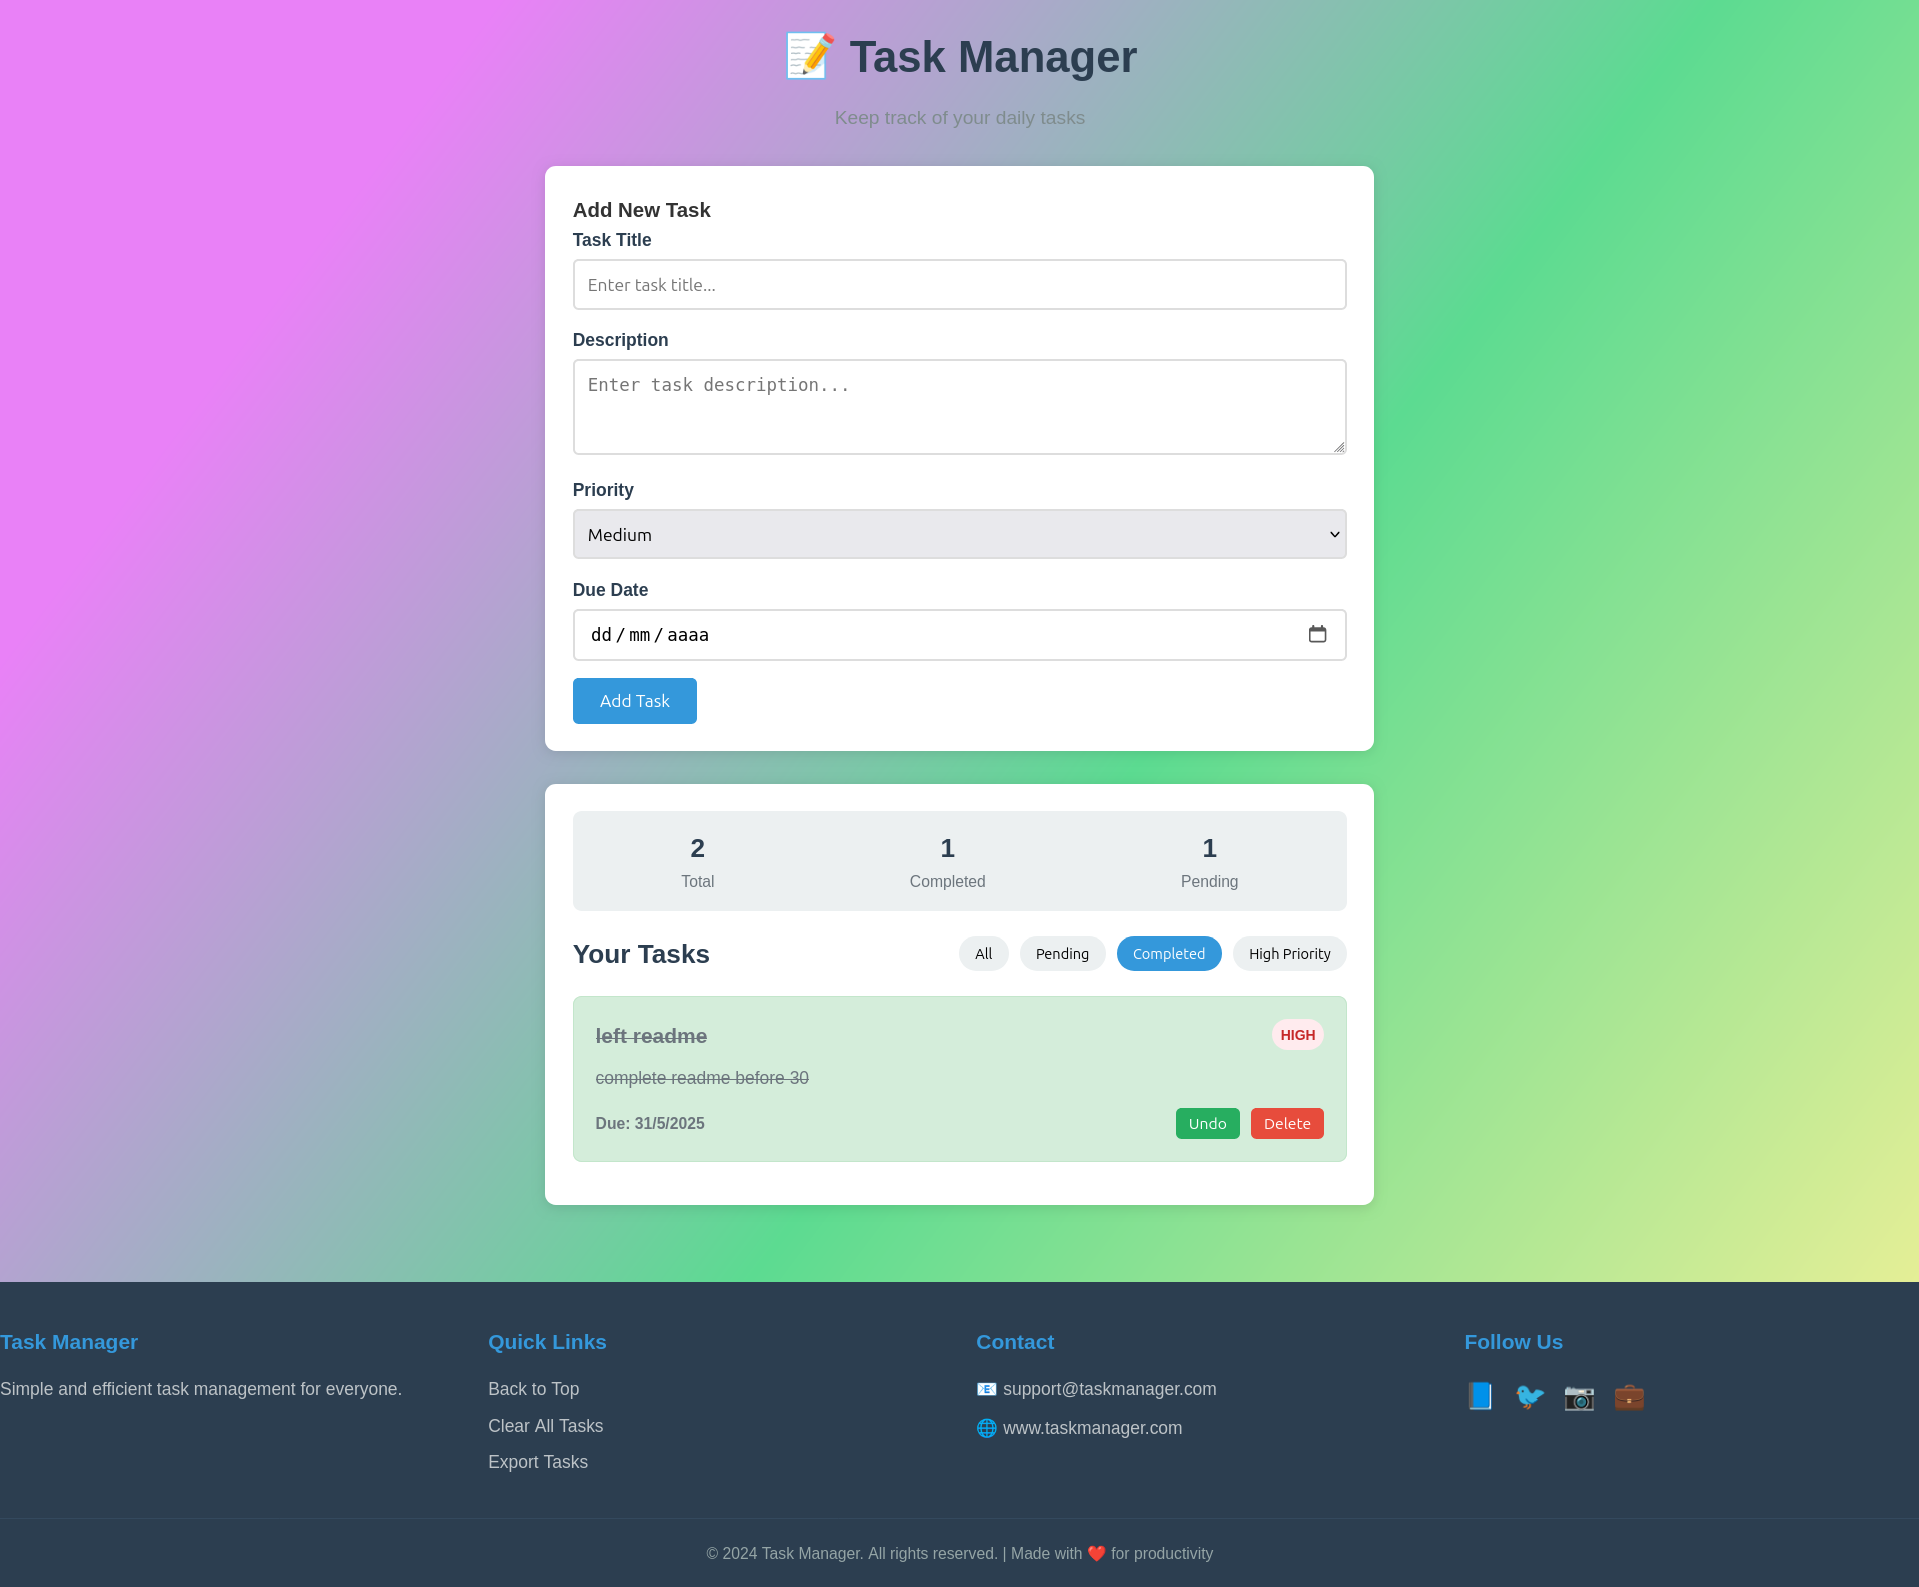 📝 Task Manager
Keep track of your daily tasks
Add New Task
Task Title
Enter task title...
Description
Enter task description...
Priority
Medium
Due Date
dd/mm/aaaa
Add Task
2 1 1
Total Completed Pending
Your Tasks All Pending Completed High Priority
left readme HIGH
complete readme before 30
Due: 31/5/2025 Undo Delete
Task Manager Quick Links Contact Follow Us
Simple and efficient task management for everyone. Back to Top 📧 support@taskmanager.com 📘 🐦 📷 💼
Clear All Tasks 🌐 www.taskmanager.com
Export Tasks
© 2024 Task Manager. All rights reserved. | Made with ❤️ for productivity